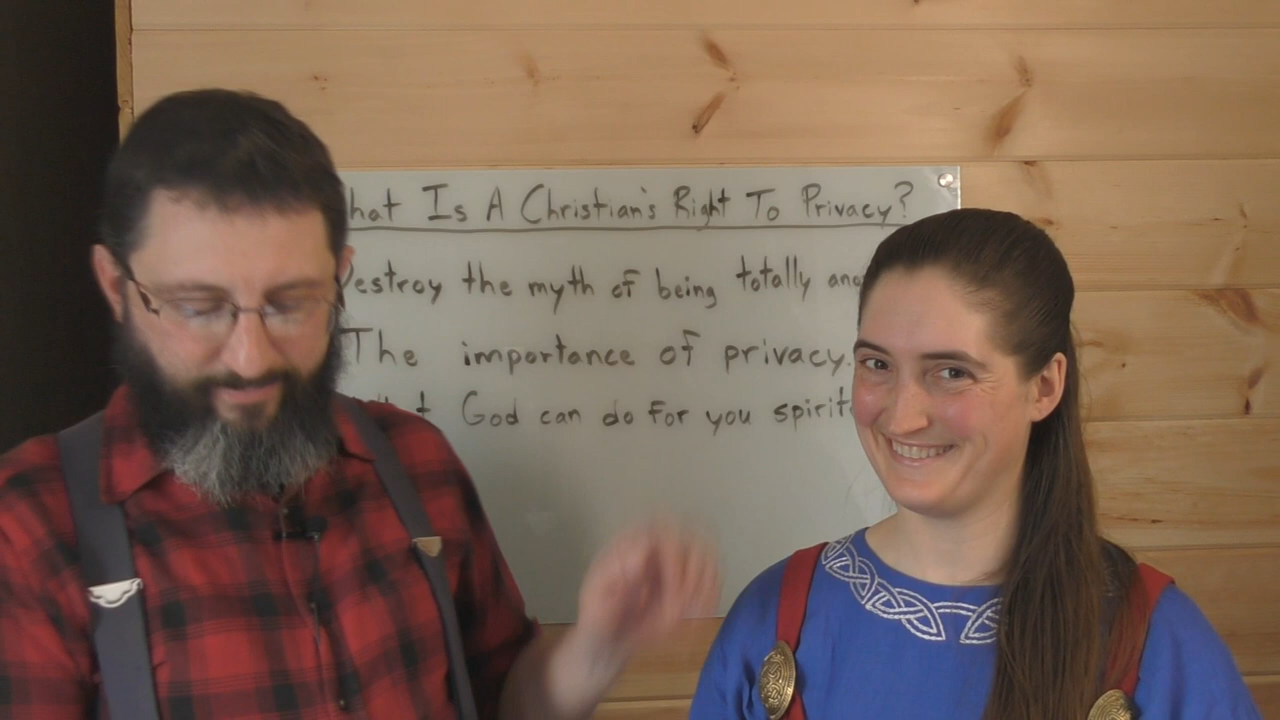 hat Is A Christian's Right To Privacy?
estroy the myth of being totally ano
The importance of privacy.
t God can do for you spirit